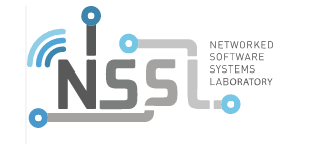 NSSL
NETWORKED
SOFTWARE
SYSTEMS
LABORATORY